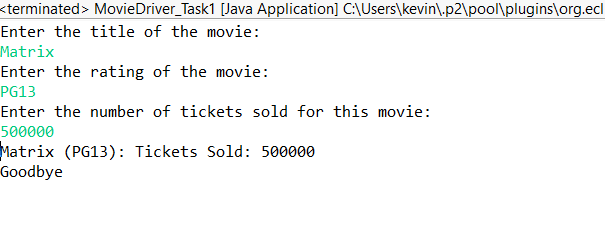 <terminated> MovieDriver_Task1 [Java Application] C:\Users\kevin\.p2\pool\plugins\org.ecl
Enter the title of the movie:
Matrix
Enter the rating of the movie:
PG13
Enter the number of tickets sold for this movie:
500000
Matrix (PG13): Tickets Sold: 500000
Goodbye